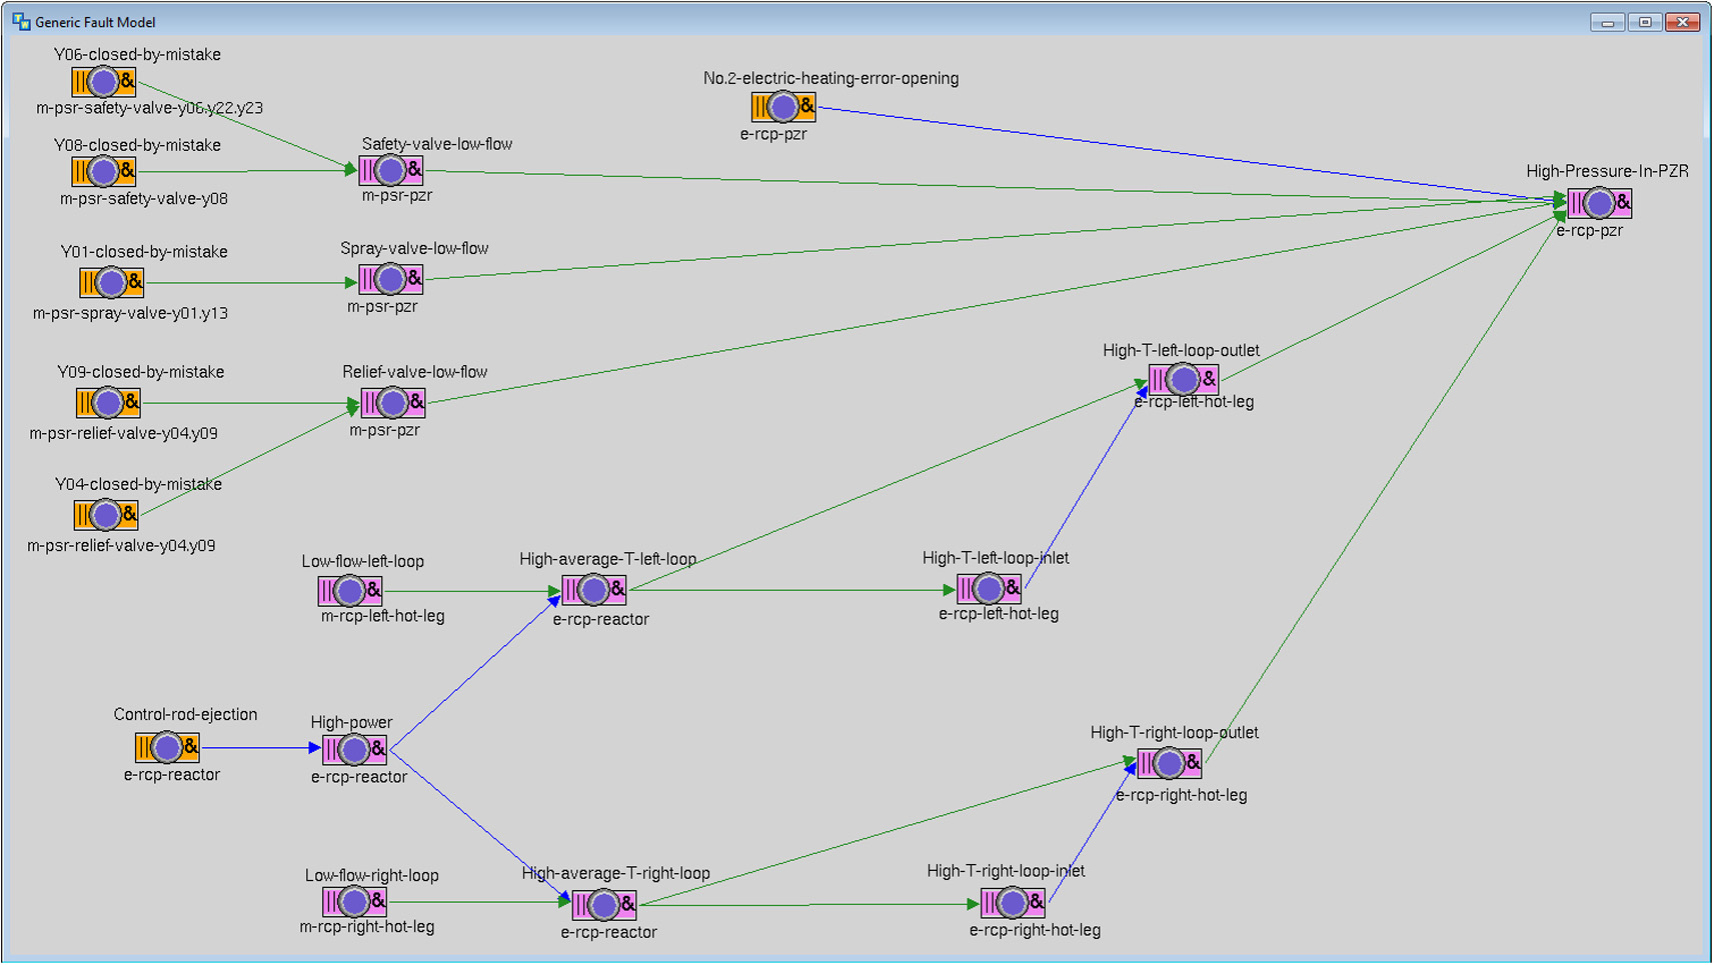 Generic Fault Model
Y06-closed-by-mistake
&
m-psr-safety-valve-y06.y22.y23
No.2-electric-heating-error-opening
&
e-rcp-pzr
Y08-closed-by-mistake
&
m-psr-safety-valve-y08
Safety-valve-low-flow
&
m-psr-pzr
High-Pressure-In-PZR
&
e-rcp-pzr
Y01-closed-by-mistake
&
m-psr-spray-valve-y01.y13
Spray-valve-low-flow
&
m-psr-pzr
Y09-closed-by-mistake
&
m-psr-relief-valve-y04.y09
Relief-valve-low-flow
&
m-psr-pzr
High-T-left-loop-outlet
&
e-rcp-left-hot-leg
Y04-closed-by-mistake
&
m-psr-relief-valve-y04.y09
Low-flow-left-loop
&
m-rcp-left-hot-leg
High-average-T-left-loop
&
e-rcp-reactor
High-T-left-loop-inlet
&
e-rcp-left-hot-leg
Control-rod-ejection
&
e-rcp-reactor
High-power
&
e-rcp-reactor
High-T-right-loop-outlet
&
e-rcp-right-hot-leg
Low-flow-right-loop
&
m-rcp-right-hot-leg
High-average-T-right-loop
&
e-rcp-reactor
High-T-right-loop-inlet
&
e-rcp-right-hot-leg